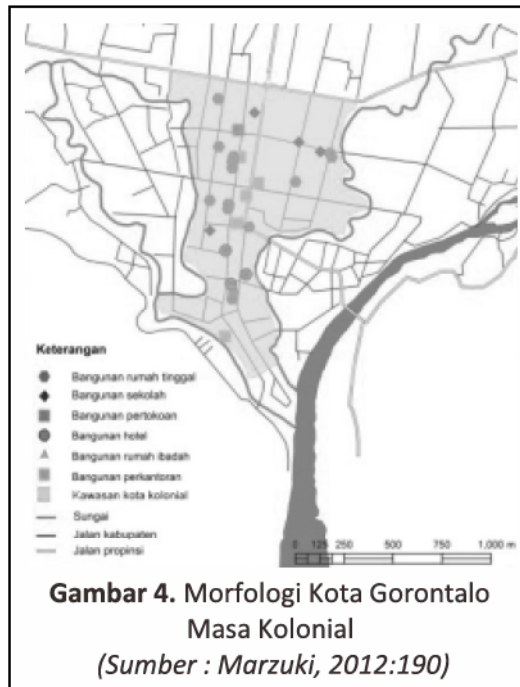 Keterangan
Bangunan rumah tinggal
Bangunan sekolah
Bangunan pertokoan
Bangunan hotel
Bangunan rumah ibadah
Bangunan perkantoran
Kawasan kota kolonial
Sungai
Jalan kabupaten
Jalan propinsi
0 125 250 500 750 1,000 m
Gambar 4. Morfologi Kota Gorontalo
Masa Kolonial
(Sumber : Marzuki, 2012:190)